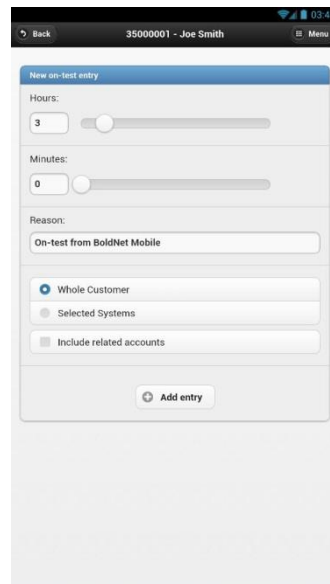 03:4
Back
35000001 - Joe Smith
Menu
New on-test entry
Hours:
3
Minutes:
0
Reason:
On-test from BoldNet Mobile
Whole Customer
Selected Systems
Include related accounts
Add entry